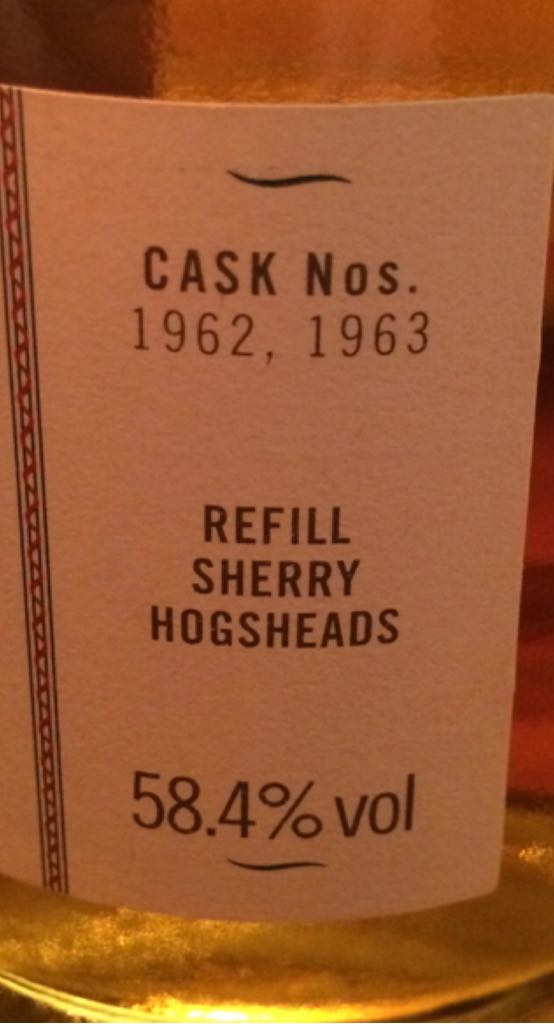 CASK Nos.
1962, 1963
REFILL
SHERRY
HOGSHEADS
58.4% vol